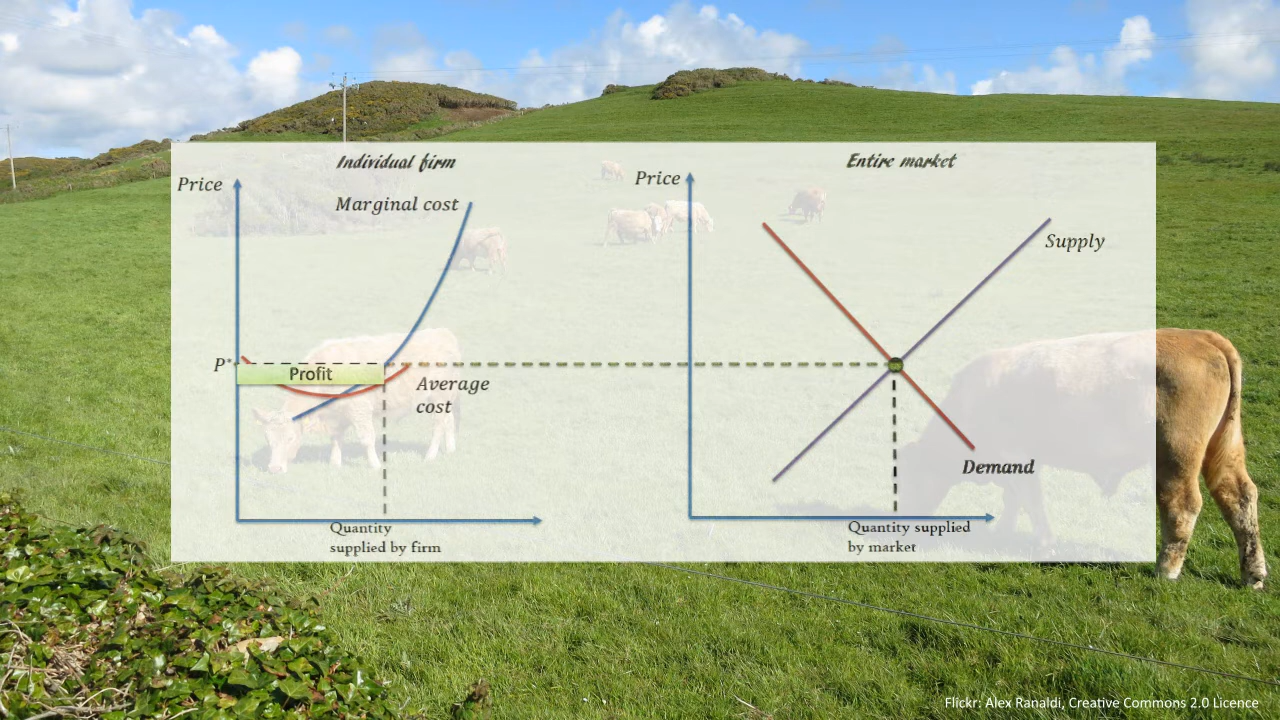 Individual firm
Price
Marginal cost
P*
Profit
Average
cost
Quantity
supplied by firm
Entire market
Price
Supply
Demand
Quantity supplied
by market
Flickr: Alex Ranaldi, Creative Commons 2.0 Licence